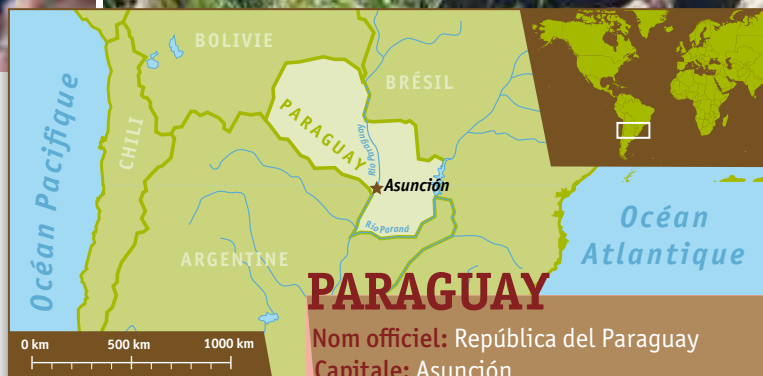 BOLIVIE
BRÉSIL
Océan Pacifique
CHILI
PARAGUAY
Río Paraguay
Asunción
Río Paraná
Océan
Atlantique
ARGENTINE
PARAGUAY
0 km 500 km 1000 km
Nom officiel: República del Paraguay
Capitale: Asunción